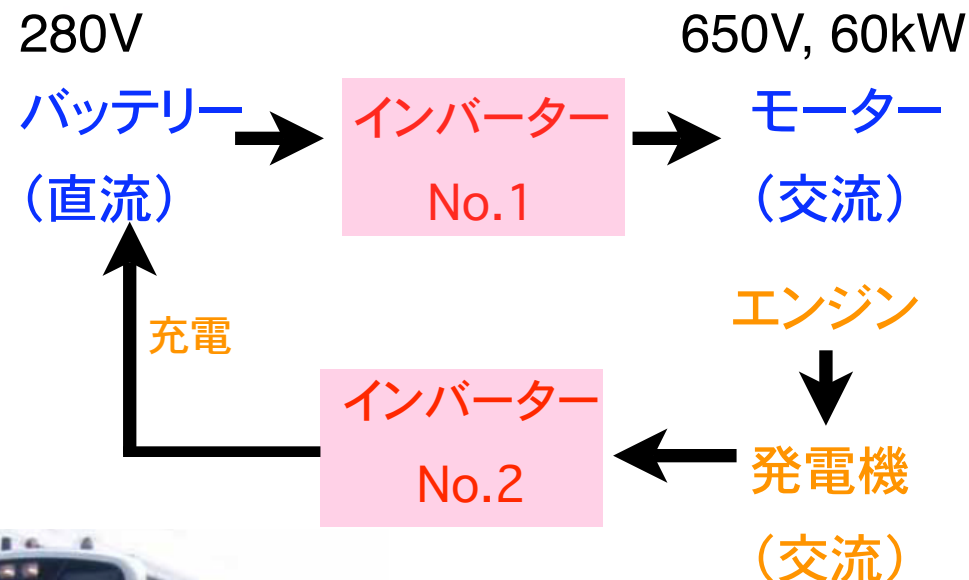 280V
650V, 60kW
バッテリー
(直流)
インバーター
No.1
モーター
(交流)
エンジン
充電
インバーター
No.2
発電機
(交流)